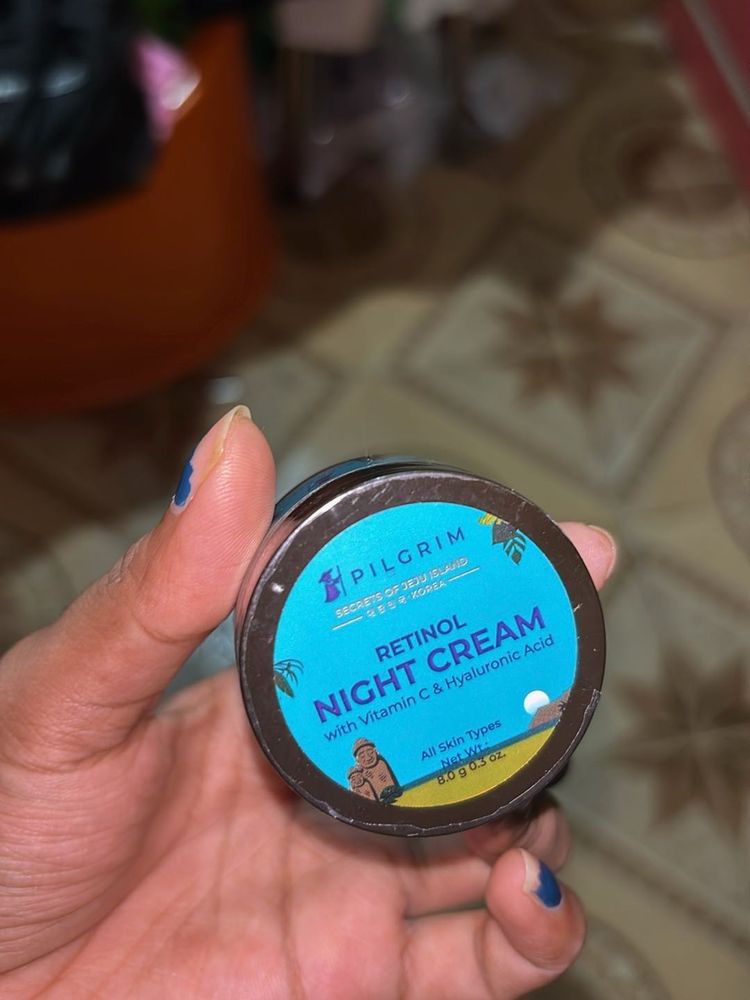 PILGRIM
SECRETS OF JEJU ISLAND
KOREA
RETINOL
NIGHT CREAM
with Vitamin C & Hyaluronic Acid
All Skin Types
Net Wt.:
8.0 g 0.3 oz.